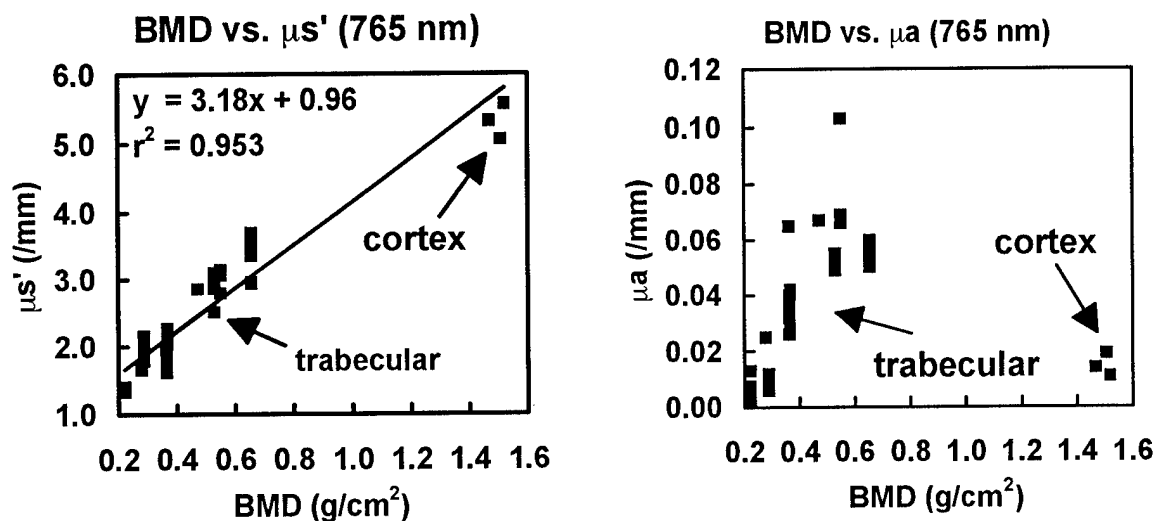 BMD vs. μs' (765 nm)
6.0
5.0
4.0
3.0
2.0
1.0
μs' (/mm)
y = 3.18x + 0.96
r² = 0.953
cortex
trabecular
0.2 0.4 0.6 0.8 1.0 1.2 1.4 1.6
BMD (g/cm²)
BMD vs. μa (765 nm)
0.12
0.10
0.08
0.06
0.04
0.02
0.00
μa (/mm)
cortex
trabecular
0.2 0.4 0.6 0.8 1.0 1.2 1.4 1.6
BMD (g/cm²)